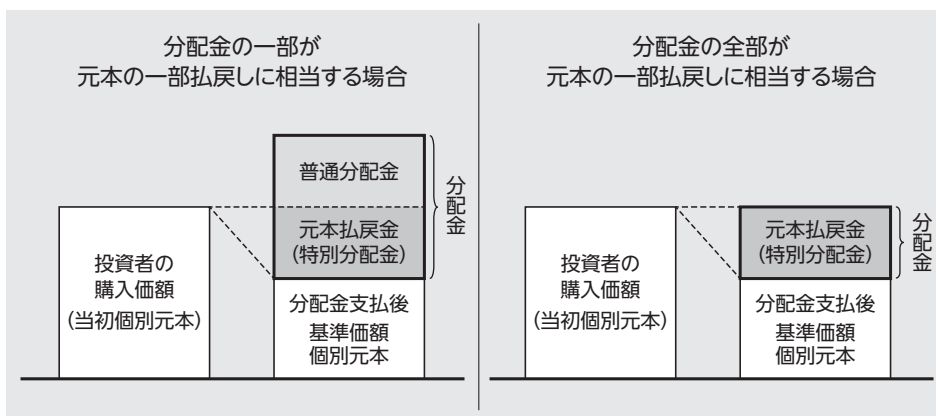 分配金の一部が
元本の一部払戻しに相当する場合
普通分配金
元本払戻金
(特別分配金)
分配金
投資者の
購入価額
(当初個別元本)
分配金支払後
基準価額
個別元本
分配金の全部が
元本の一部払戻しに相当する場合
元本払戻金
(特別分配金)
分配金
投資者の
購入価額
(当初個別元本)
分配金支払後
基準価額
個別元本